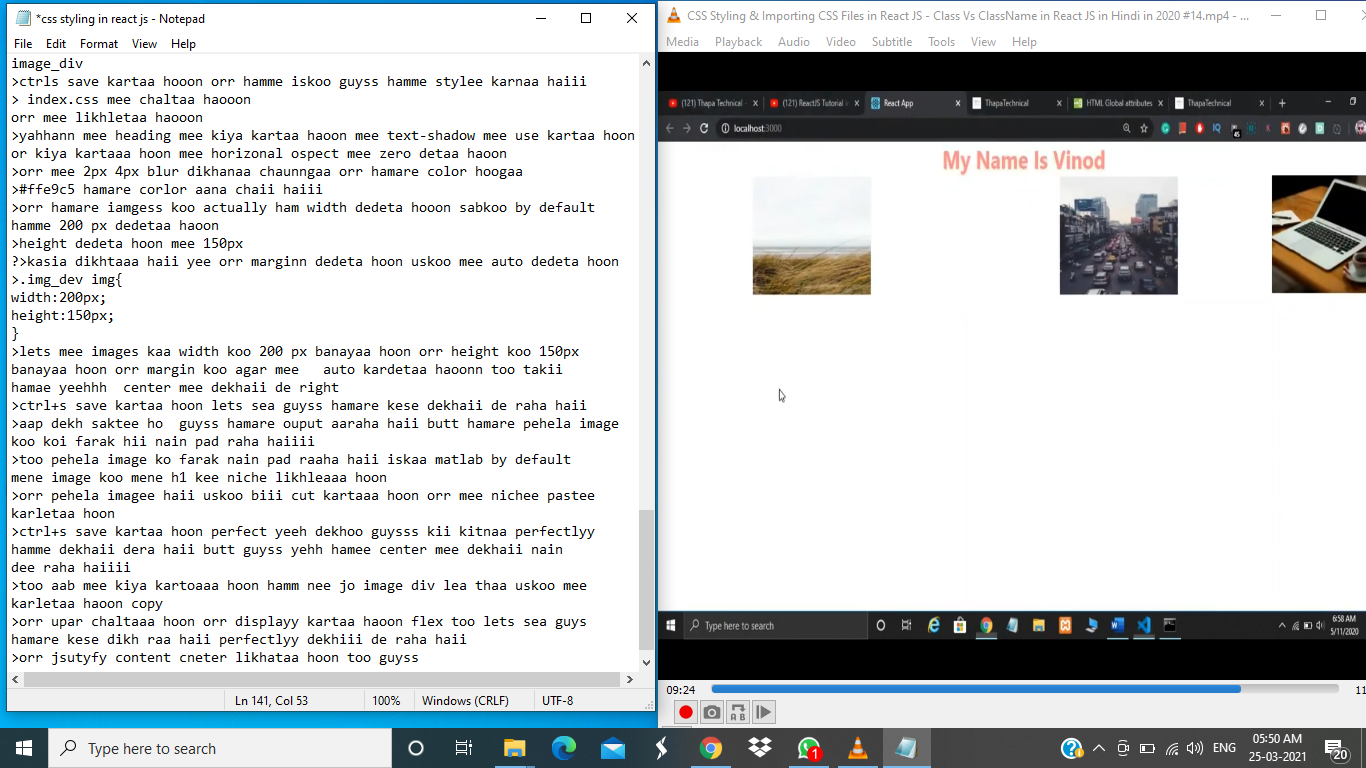 *css styling in react js - Notepad
File Edit Format View Help
image_div
>ctrls save kartaa hooon orr hamme iskoo guyss hamme stylee karnaa haiii
> index.css mee chaltaa haooon
orr mee likhletaa haooon
>yahhann mee heading mee kiya kartaa haoon mee text-shadow mee use kartaa hoon
or kiya kartaaa hoon mee horizonal ospect mee zero detaa haoon
>orr mee 2px 4px blur dikhanaa chaunngaa orr hamare color hoogaa
>#ffe9c5 hamare corlor aana chaii haiii
>orr hamare iamgess koo actually ham width dedeta hooon sabkoo by default
hamme 200 px dedetaa haoon
>height dedeta hoon mee 150px
?>kasia dikhtaaa haii yee orr marginn dedeta hoon uskoo mee auto dedeta hoon
>.img_dev img{
width:200px;
height:150px;
}
>lets mee images kaa width koo 200 px banayaa hoon orr height koo 150px
banayaa hoon orr margin koo agar mee   auto kardetaa haoonn too takii
hamae yeehhh  center mee dekhaii de right
>ctrl+s save kartaa hoon lets sea guyss hamare kese dekhaii de raha haii
>aap dekh saktee ho  guyss hamare ouput aaraha haii butt hamare pehela image
koo koi farak hii nain pad raha haiiii
>too pehela image ko farak nain pad raaha haii iskaa matlab by default
mene image koo mene h1 kee niche likhleaaa hoon
>orr pehela imagee haii uskoo biii cut kartaaa hoon orr mee nichee pastee
karletaa hoon
>ctrl+s save kartaa hoon perfect yeeh dekhoo guysss kii kitnaa perfectlyy
hamme dekhaii dera haii butt guyss yehh hamee center mee dekhaii nain
dee raha haiiii
>too aab mee kiya kartoaaa hoon hamm nee jo image div lea thaa uskoo mee
karletaa haoon copy
>orr upar chaltaaa hoon orr displayy kartaa haoon flex too lets sea guys
hamare kese dikh raa haii perfectlyy dekhiii de raha haii
>orr jsutyfy content cneter likhataa hoon too guyss
Ln 141, Col 53 100% Windows (CRLF) UTF-8
CSS Styling & Importing CSS Files in React JS - Class Vs ClassName in React JS in Hindi in 2020 #14.mp4 - ...
Media Playback Audio Video Subtitle Tools View Help
(121) Thapa Technical - (121) ReactJS Tutorial i React App ThapaTechnical HTML Global attributes ThapaTechnical
localhost:3000
45
My Name Is Vinod
Type here to search
6:58 AM
5/11/2020
09:24
11
A B
Type here to search
1
ENG
05:50 AM
25-03-2021
20